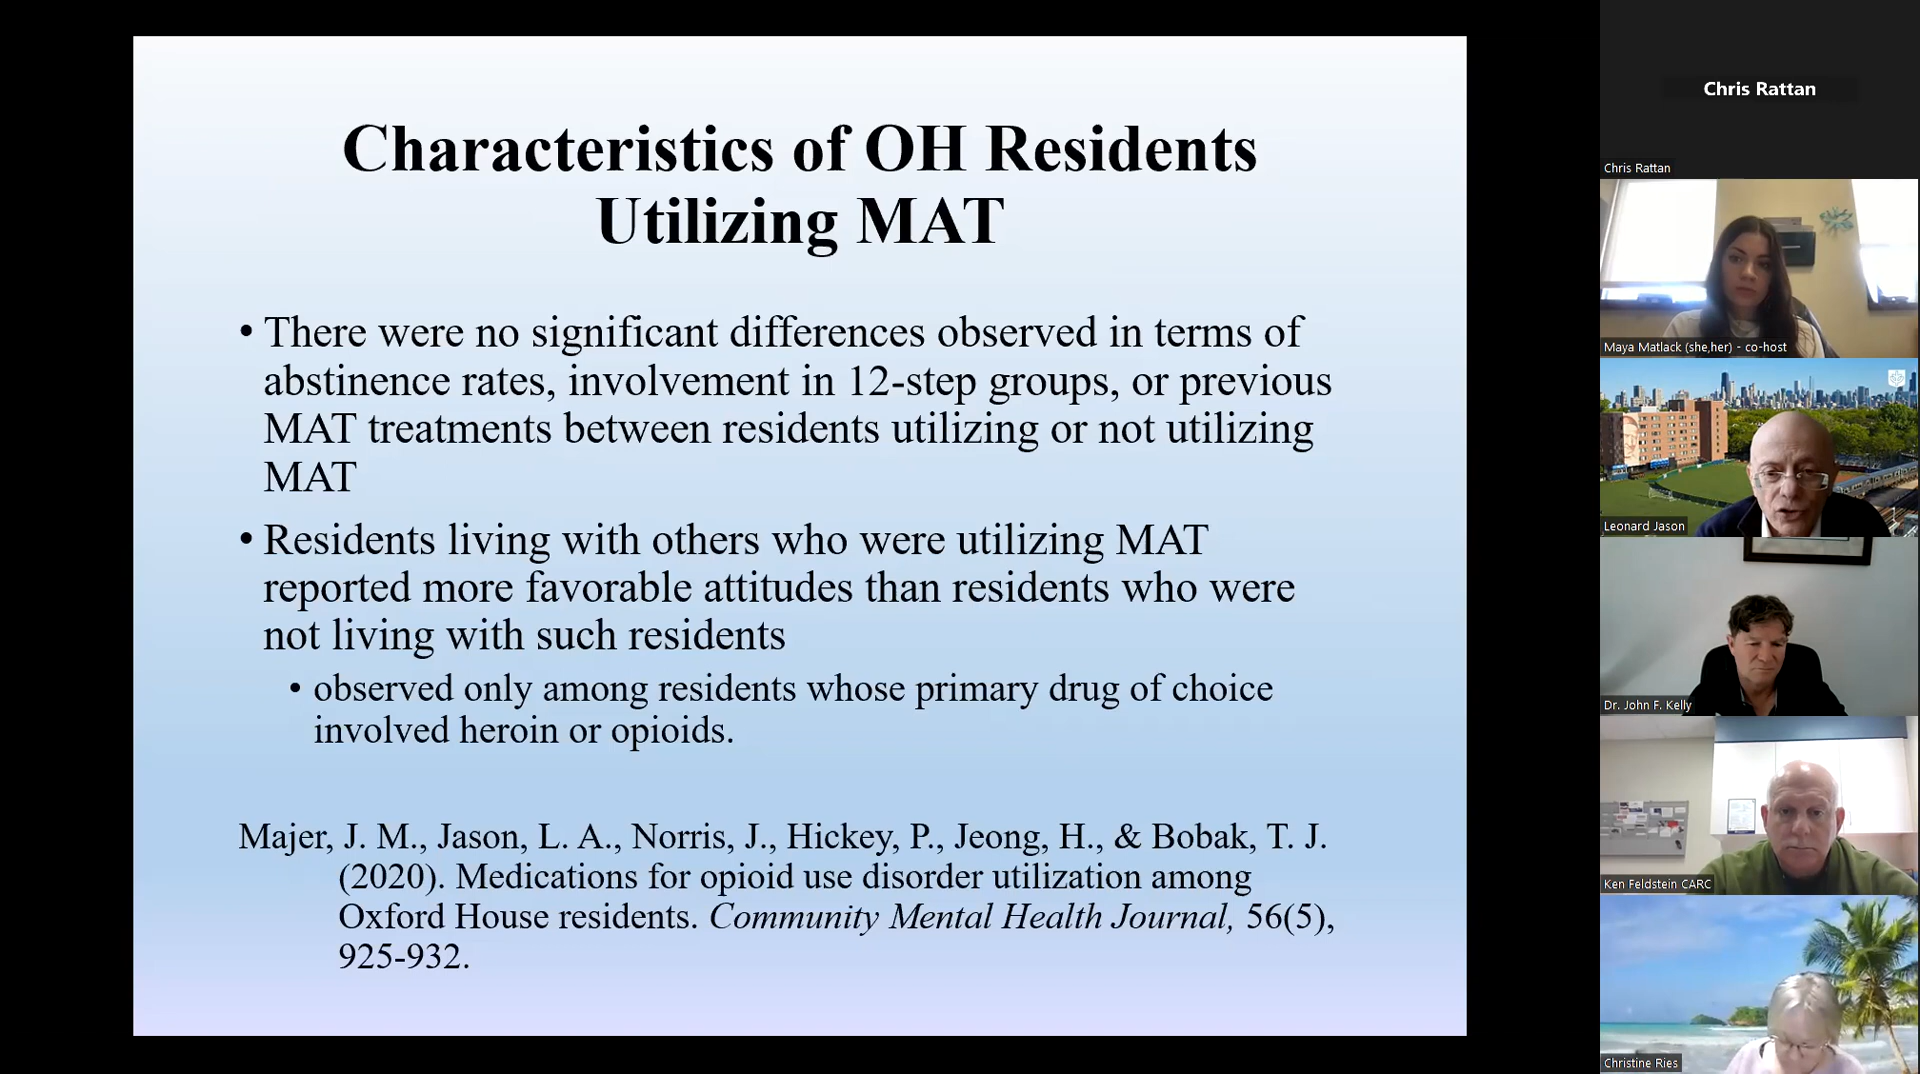 Characteristics of OH Residents
Utilizing MAT
• There were no significant differences observed in terms of
abstinence rates, involvement in 12-step groups, or previous
MAT treatments between residents utilizing or not utilizing
MAT
• Residents living with others who were utilizing MAT
reported more favorable attitudes than residents who were
not living with such residents
• observed only among residents whose primary drug of choice
involved heroin or opioids.
Majer, J. M., Jason, L. A., Norris, J., Hickey, P., Jeong, H., & Bobak, T. J.
(2020). Medications for opioid use disorder utilization among
Oxford House residents. Community Mental Health Journal, 56(5),
925-932.
Chris Rattan
Chris Rattan
Maya Matlack (she,her) - co-host
Leonard Jason
Dr. John F. Kelly
Ken Feldstein CARC
Christine Ries